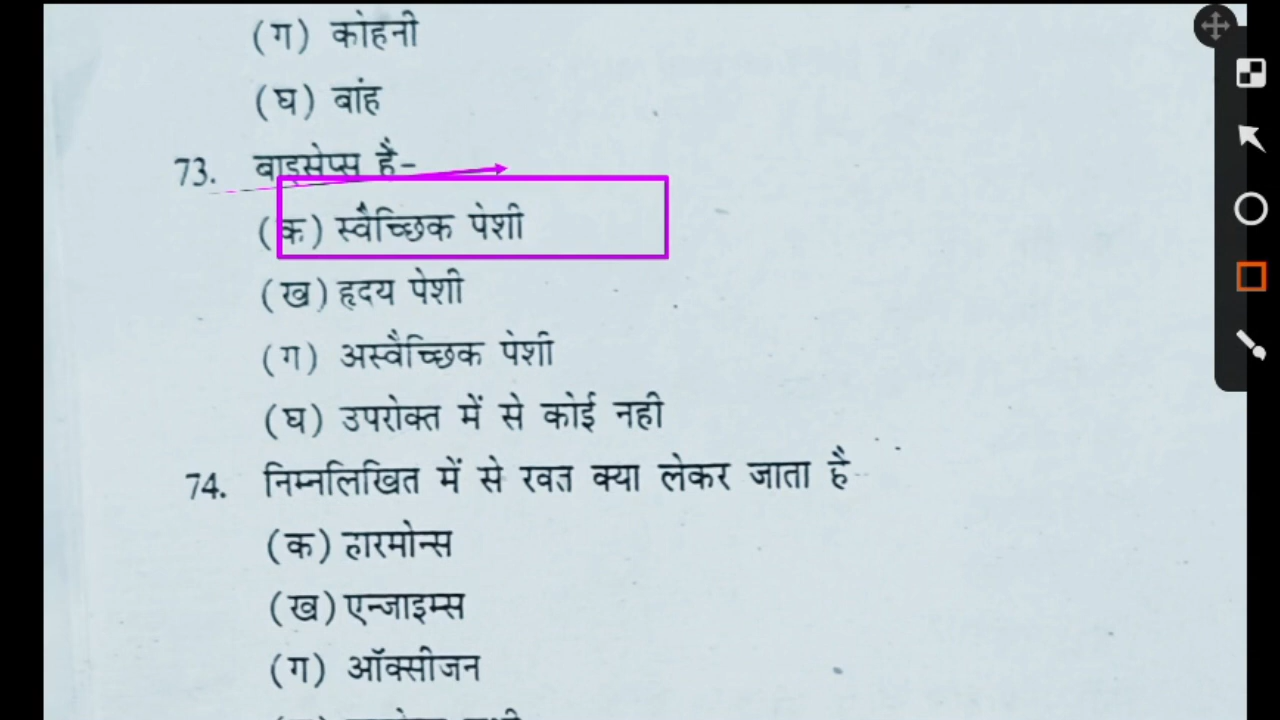 (ग) कोहनी
(घ) बांह
73. बाइसेप्स है-
(क) स्वैच्छिक पेशी
(ख) हृदय पेशी
(ग) अस्वैच्छिक पेशी
(घ) उपरोक्त में से कोई नही
74. निम्नलिखित में से रक्त क्या लेकर जाता है
(क) हारमोन्स
(ख) एन्जाइम्स
(ग) ऑक्सीजन